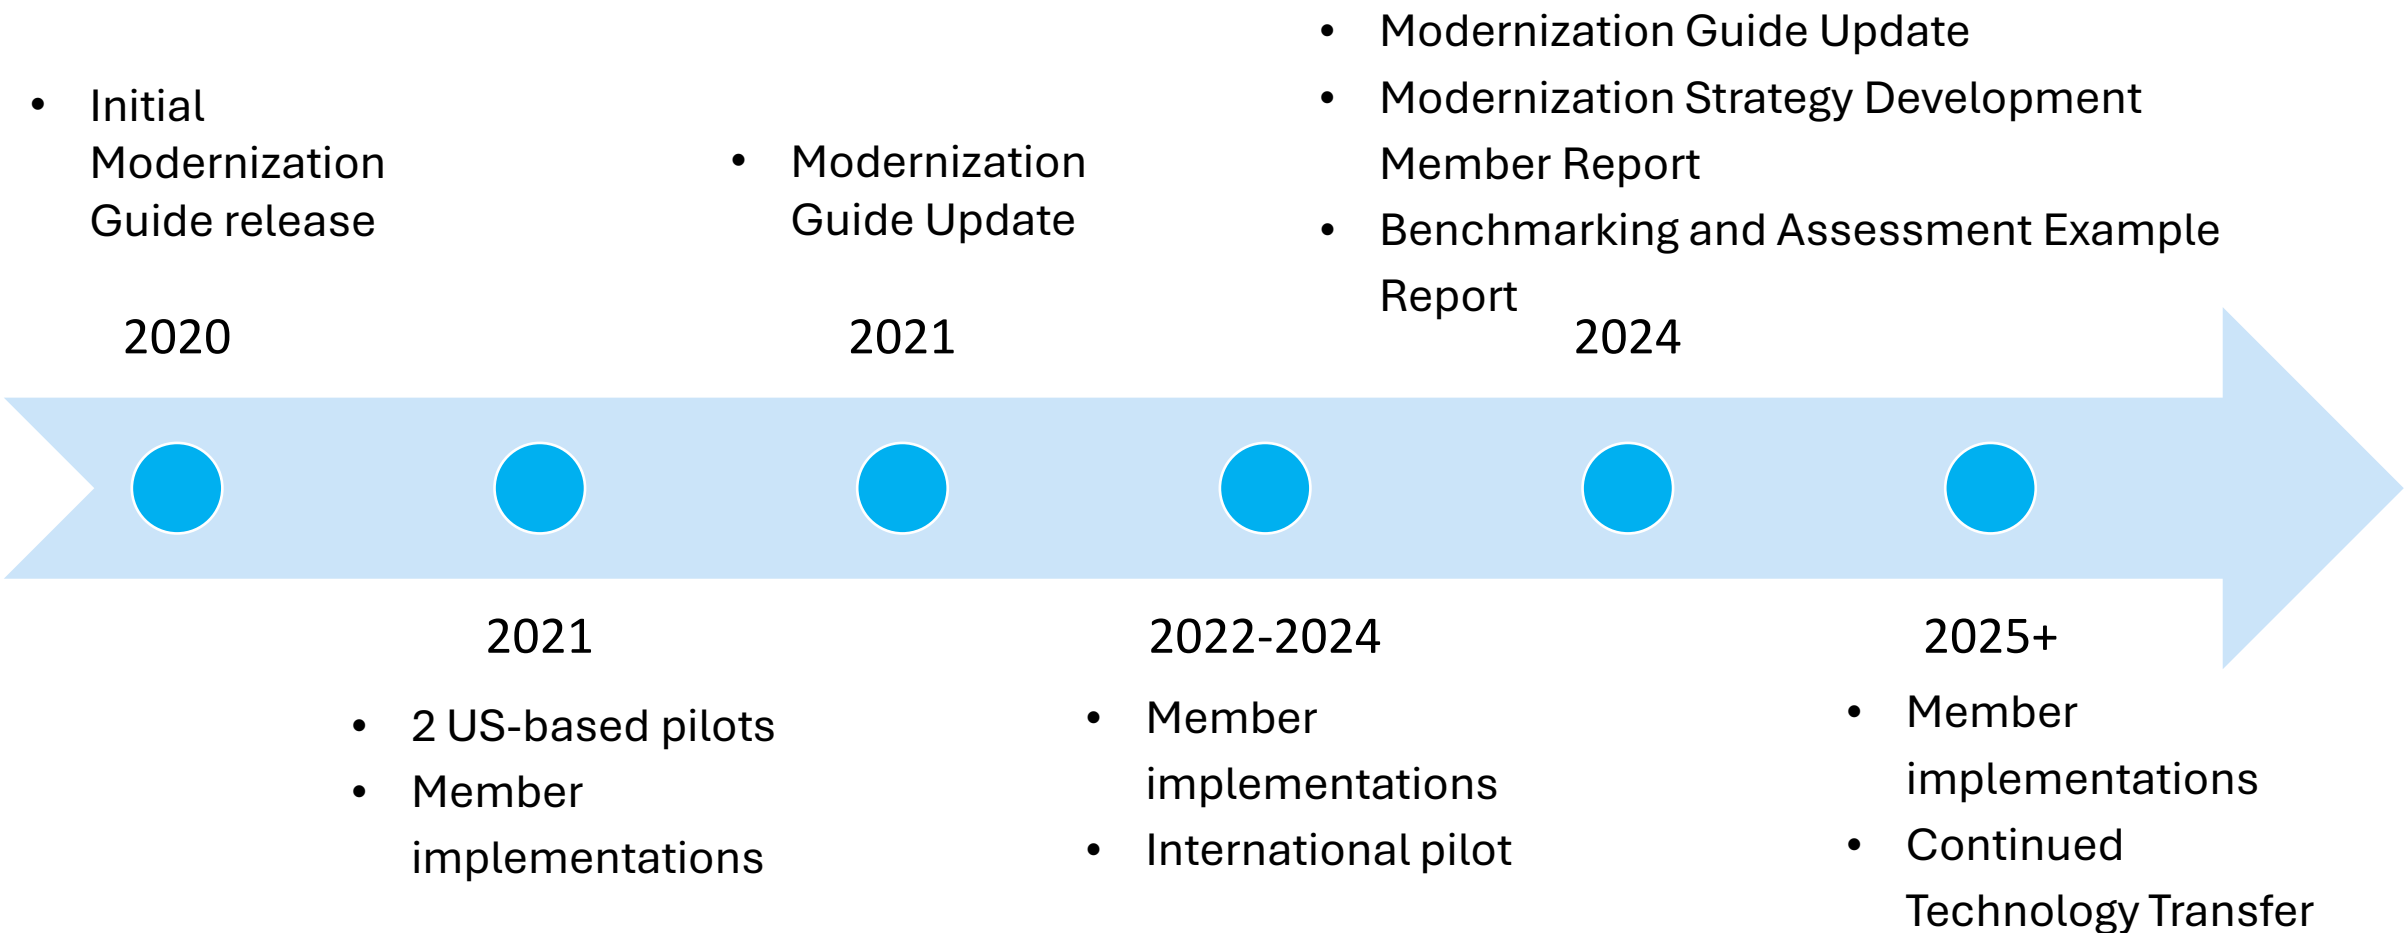 • Initial
Modernization
Guide release
2020
2021
• 2 US-based pilots
• Member
implementations
• Modernization
Guide Update
2021
2022-2024
• Member
implementations
• International pilot
• Modernization Guide Update
• Modernization Strategy Development
Member Report
• Benchmarking and Assessment Example
Report
2024
2025+
• Member
implementations
• Continued
Technology Transfer